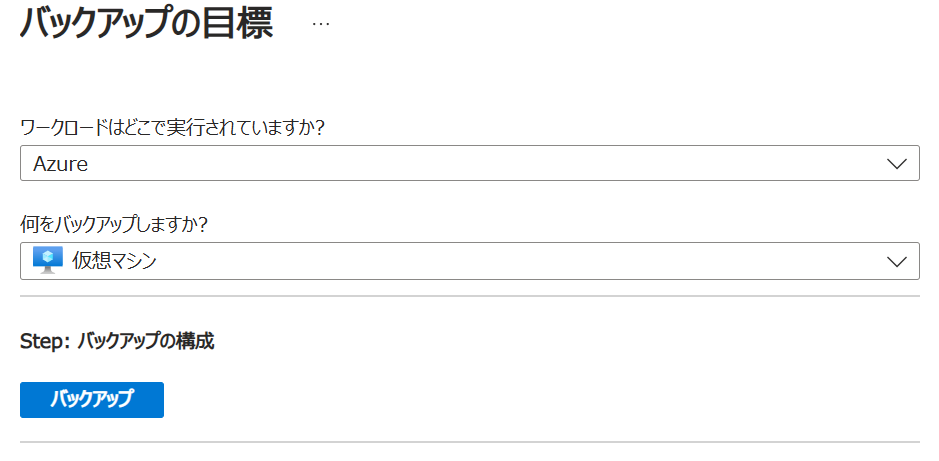 バックアップの目標 …
ワークロードはどこで実行されていますか?
Azure
何をバックアップしますか?
仮想マシン
Step: バックアップの構成
バックアップ